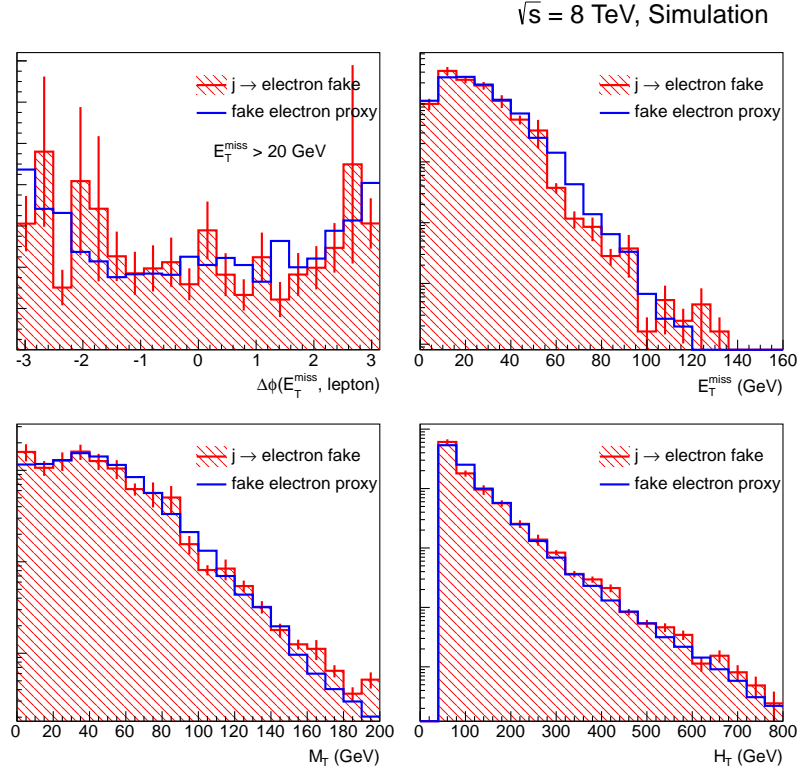 √s = 8 TeV, Simulation
j → electron fake
fake electron proxy
E_T^miss > 20 GeV
-3 -2 -1 0 1 2 3
Δϕ(E_T^miss, lepton)
j → electron fake
fake electron proxy
0 20 40 60 80 100 120 140 160
E_T^miss (GeV)
j → electron fake
fake electron proxy
0 20 40 60 80 100 120 140 160 180 200
M_T (GeV)
j → electron fake
fake electron proxy
0 100 200 300 400 500 600 700 800
H_T (GeV)